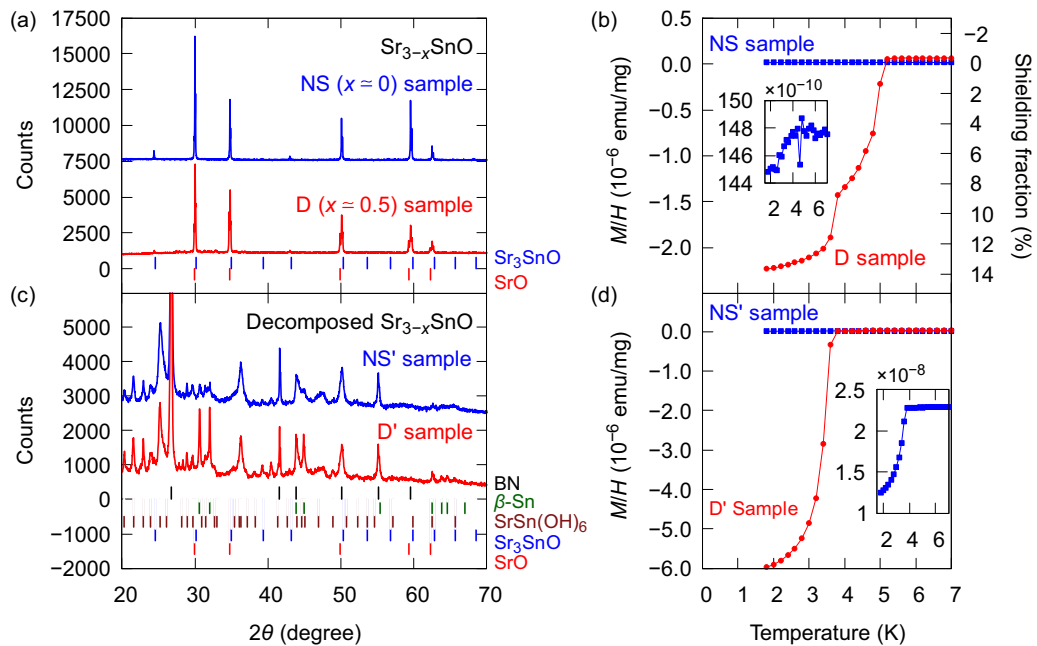 (a)
17500
15000
12500
10000
7500
5000
2500
0
Counts
Sr3−xSnO
NS (x ≃ 0) sample
D (x ≃ 0.5) sample
Sr3SnO
SrO
(b)
0.5
0.0
−0.5
−1.0
−1.5
−2.0
M/H (10−6 emu/mg)
NS sample
×10−10
150
148
146
144
2 4 6
D sample
−2
−0
2
4
6
8
10
12
14
Shielding fraction (%)
(c)
5000
4000
3000
2000
1000
0
−1000
−2000
Counts
Decomposed Sr3−xSnO
NS' sample
D' sample
BN
β-Sn
SrSn(OH)6
Sr3SnO
SrO
20 30 40 50 60 70
2θ (degree)
(d)
0.0
−1.0
−2.0
−3.0
−4.0
−5.0
−6.0
M/H (10−6 emu/mg)
NS' sample
×10−8
2.5
2
1.5
1
2 4 6
D' Sample
0 1 2 3 4 5 6 7
Temperature (K)